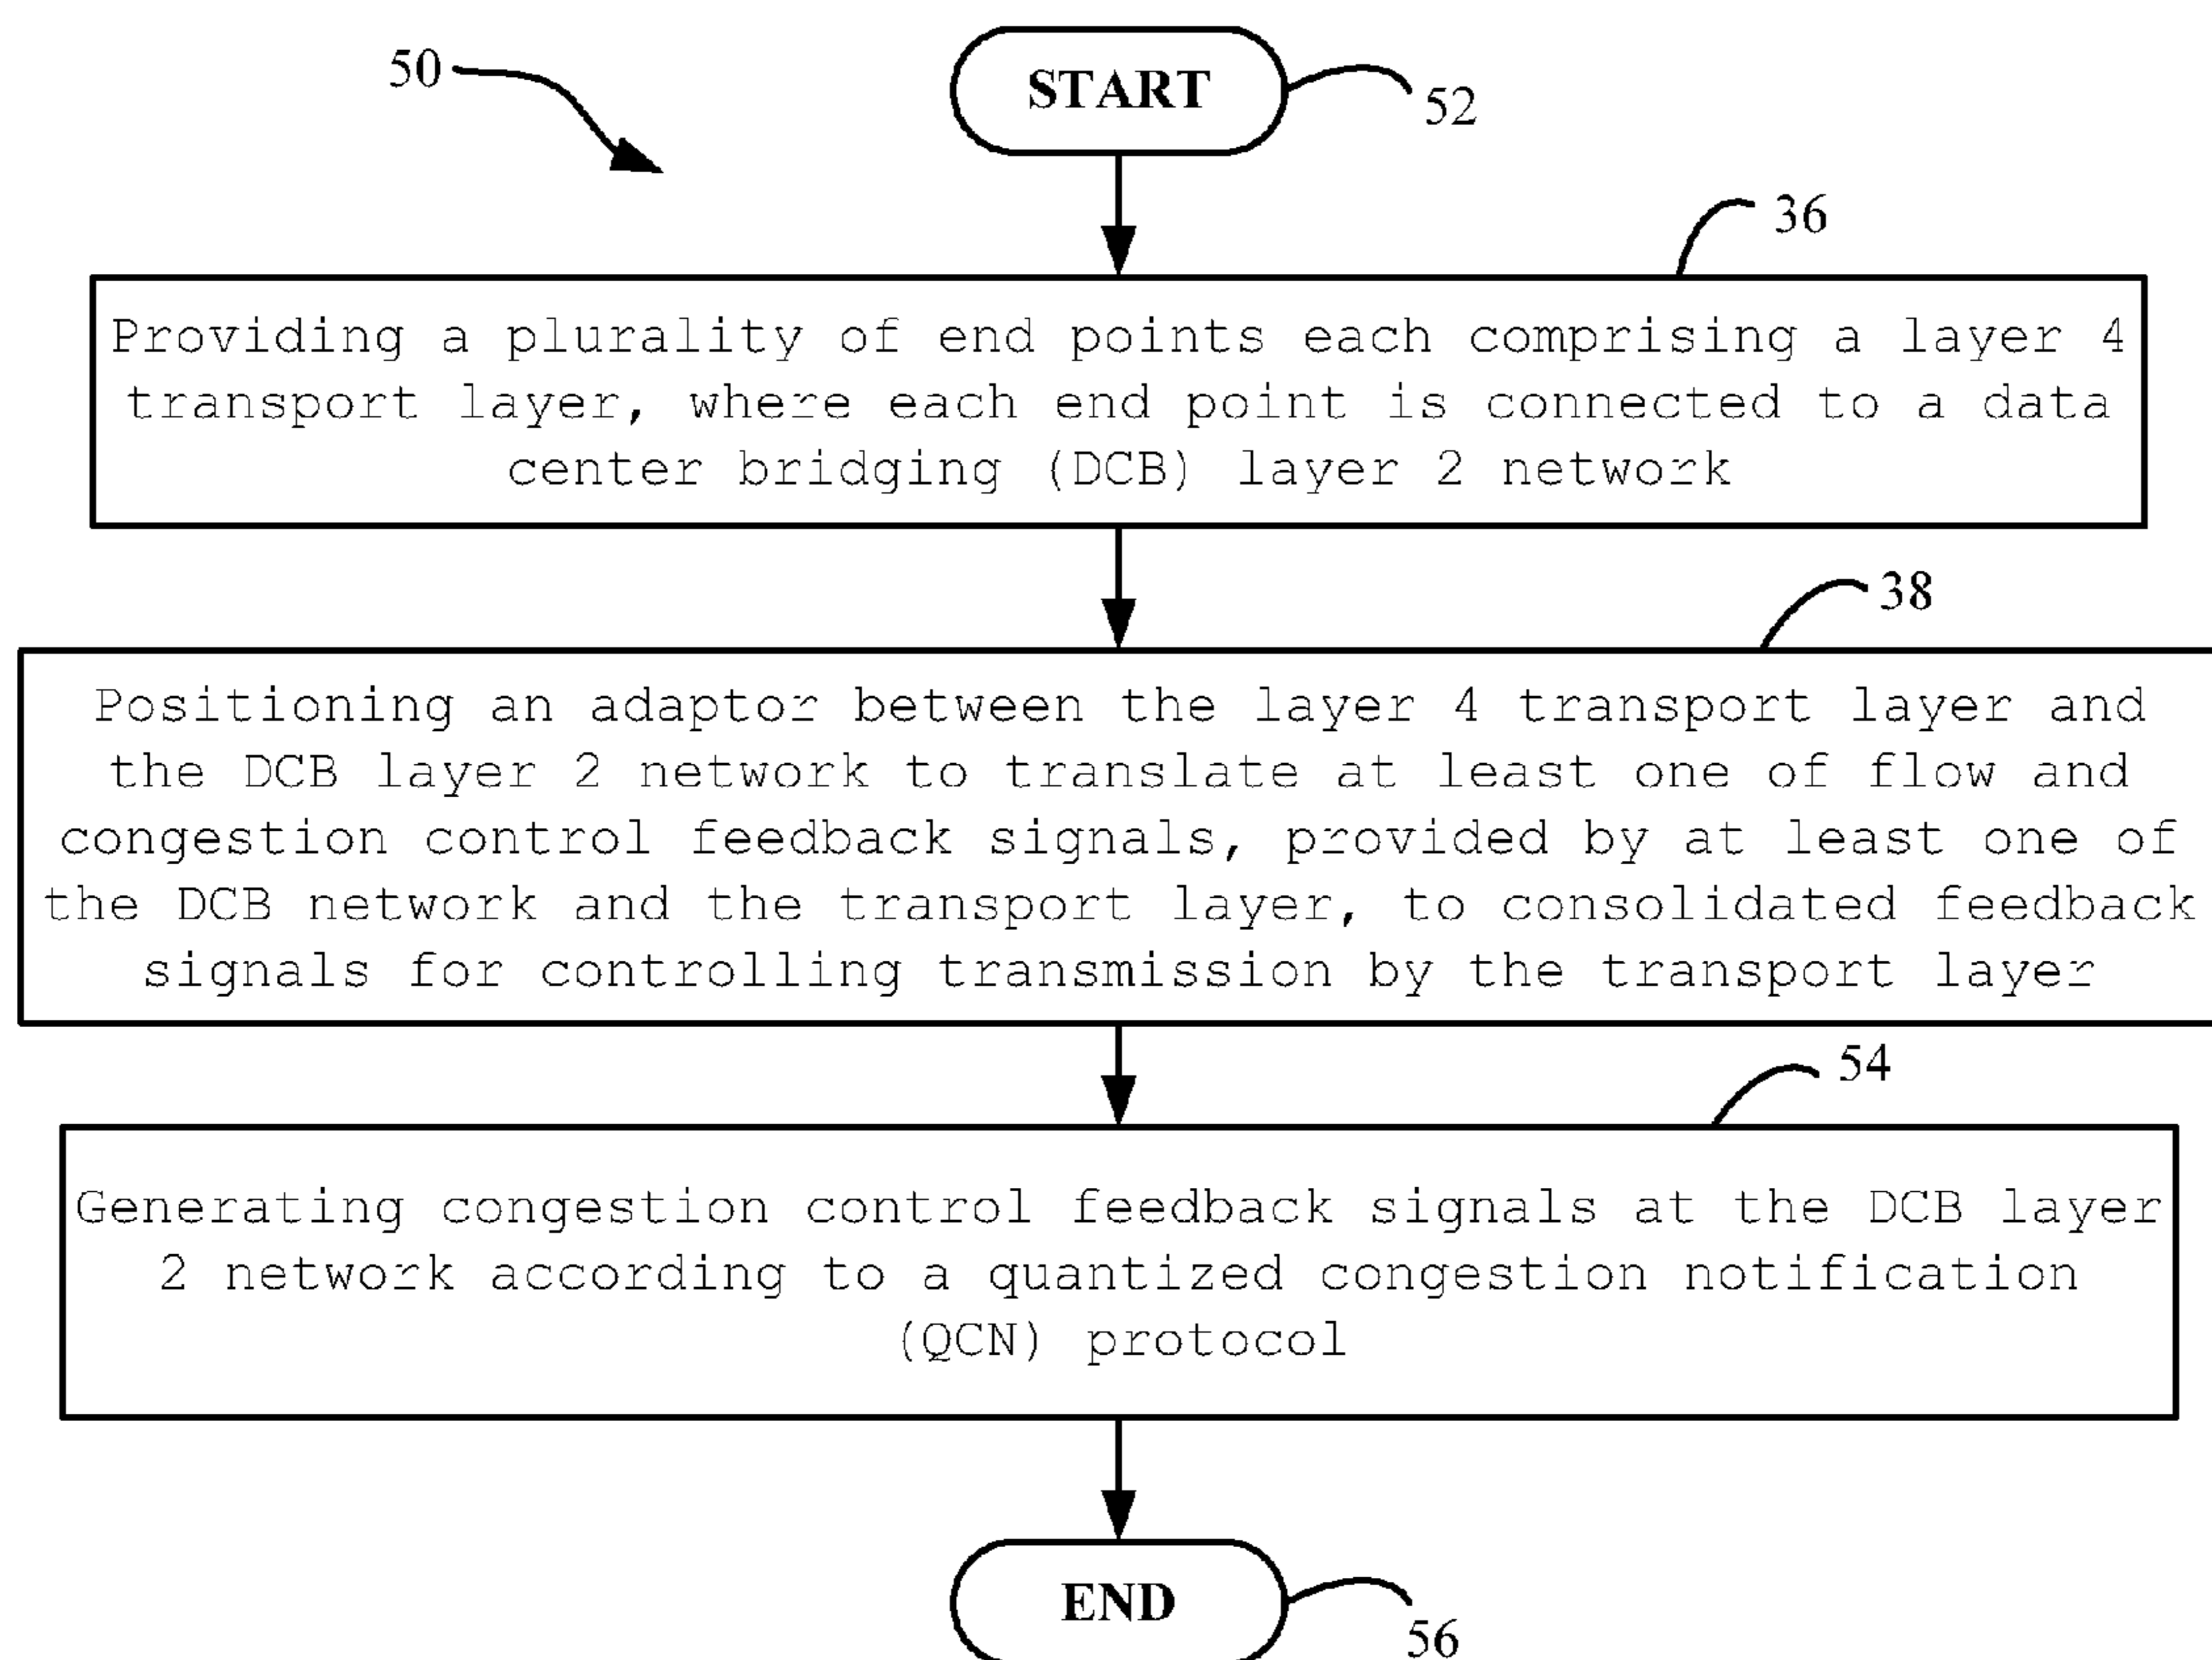 50
START
52
36
Providing a plurality of end points each comprising a layer 4
transport layer, where each end point is connected to a data
center bridging (DCB) layer 2 network
38
Positioning an adaptor between the layer 4 transport layer and
the DCB layer 2 network to translate at least one of flow and
congestion control feedback signals, provided by at least one of
the DCB network and the transport layer, to consolidated feedback
signals for controlling transmission by the transport layer
54
Generating congestion control feedback signals at the DCB layer
2 network according to a quantized congestion notification
(QCN) protocol
END
56